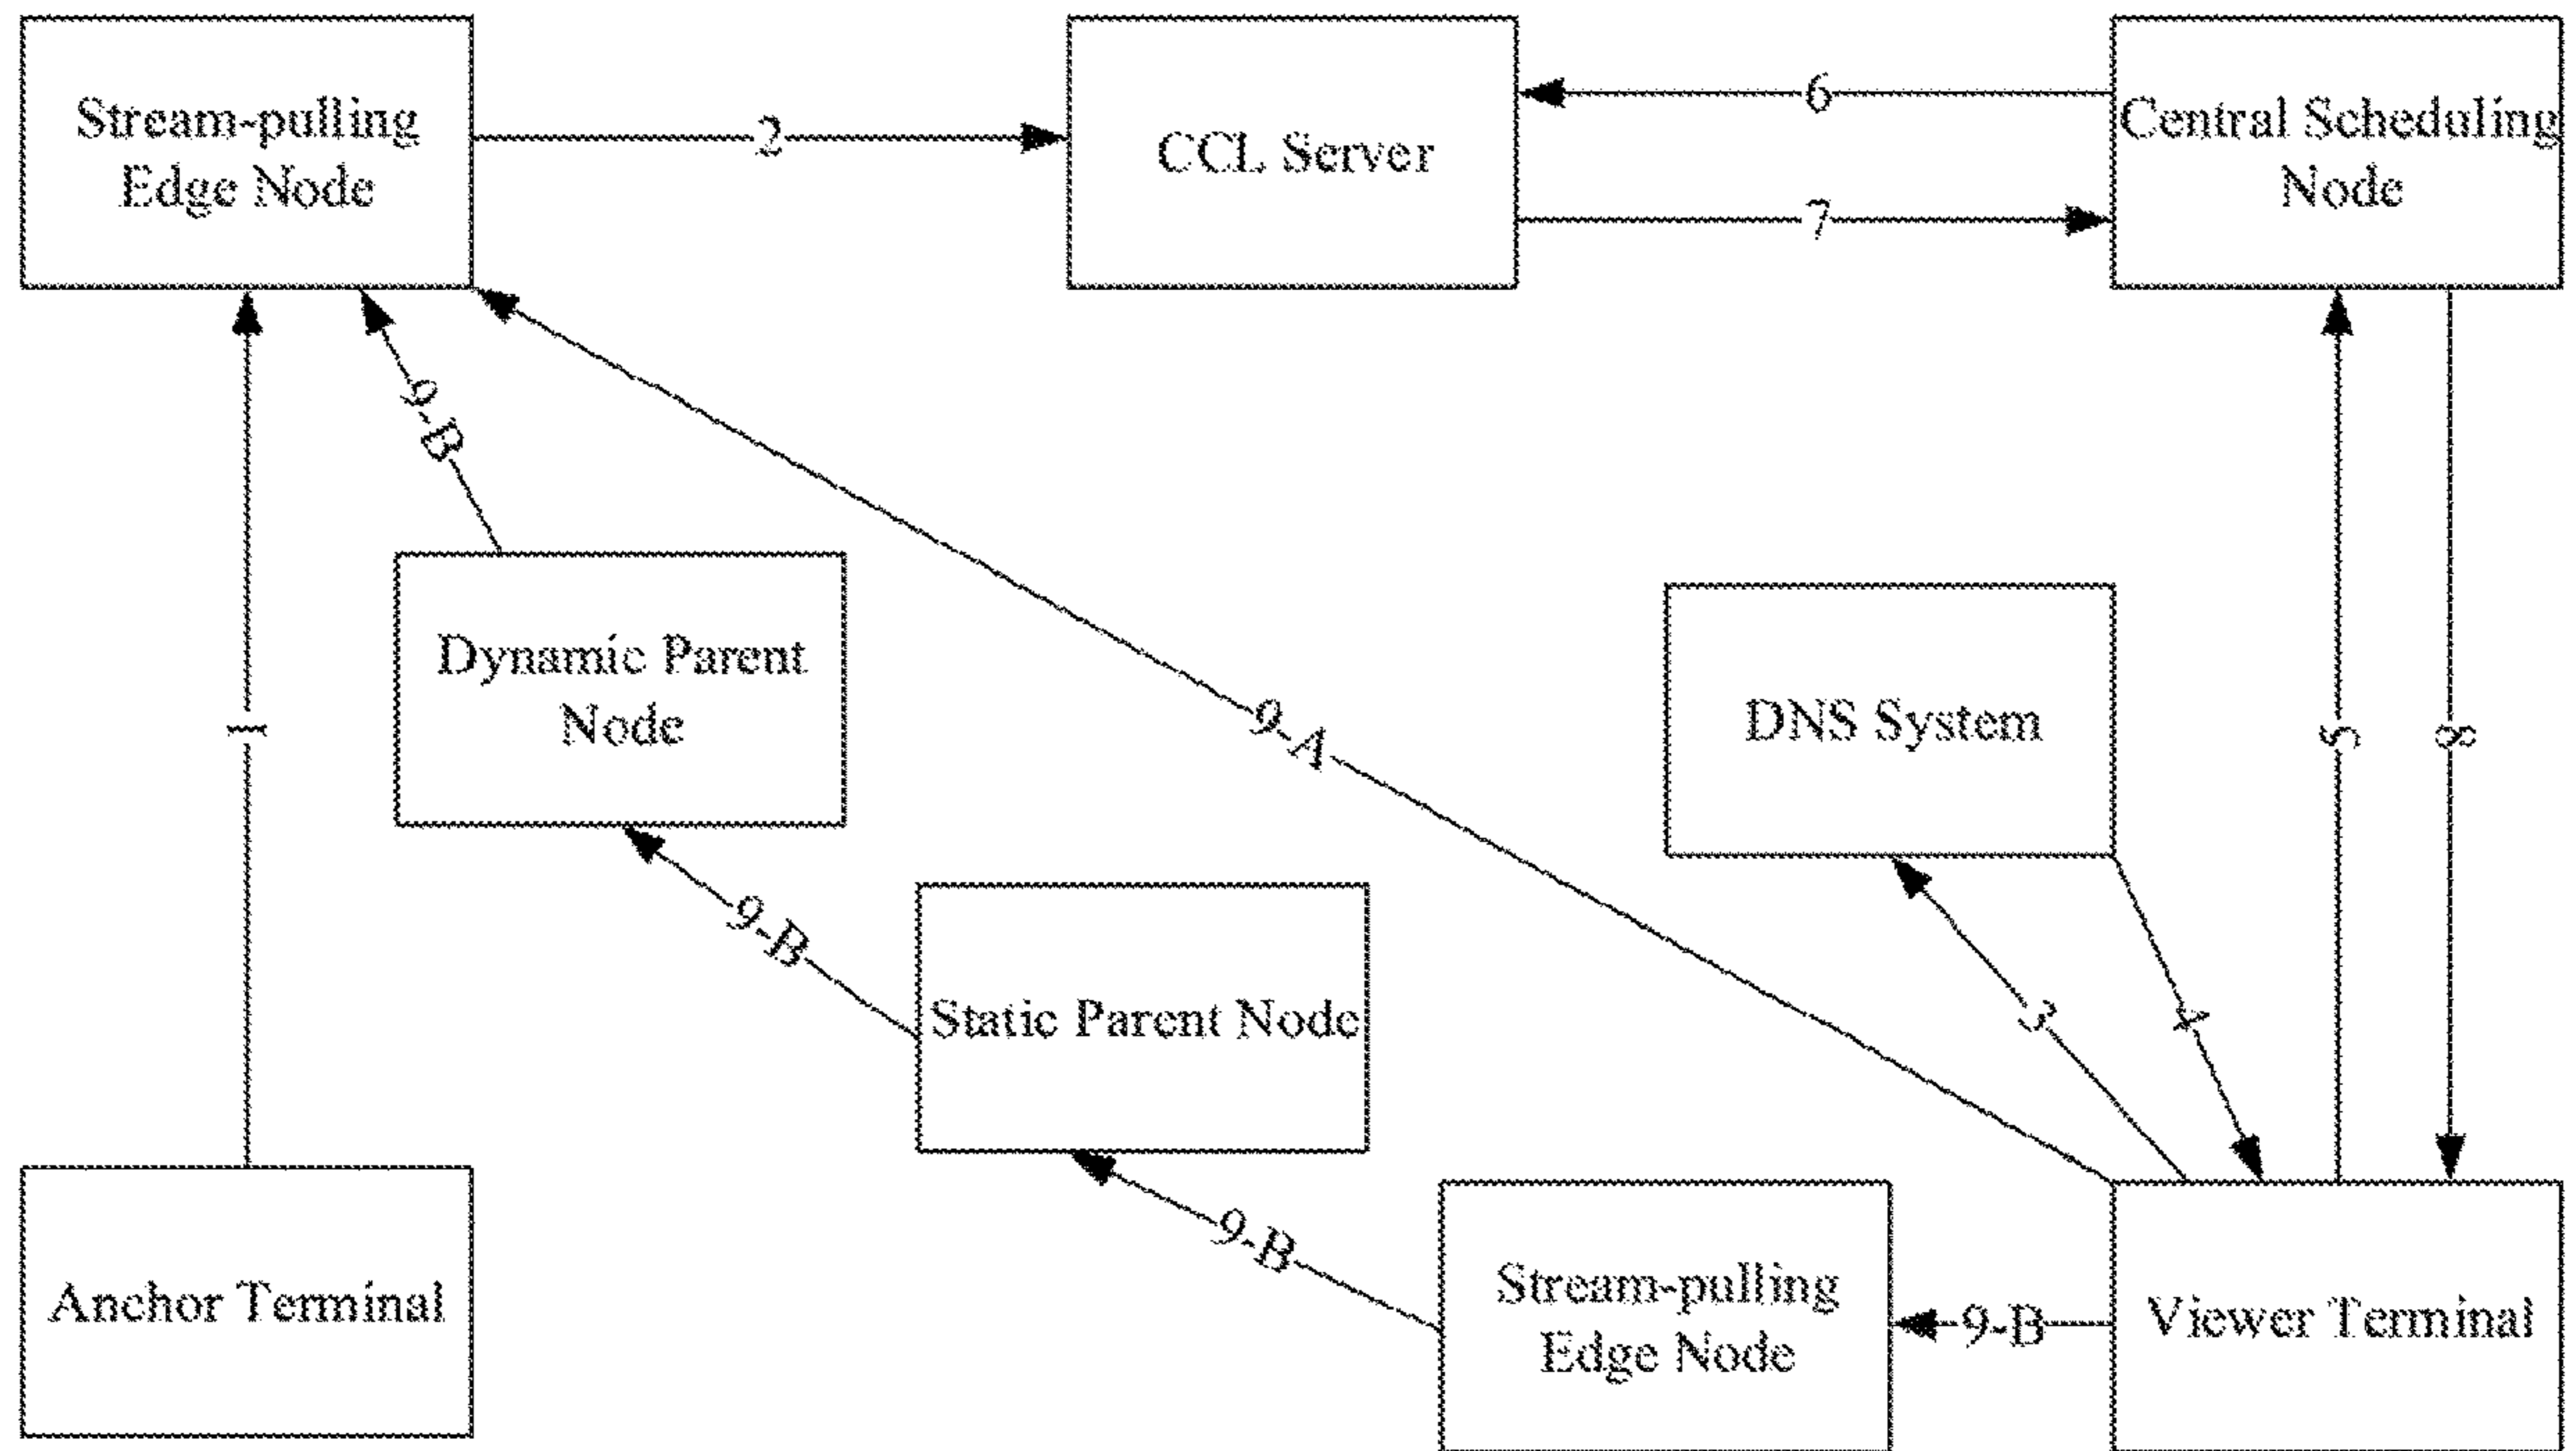 Stream-pulling
Edge Node
2
CCL Server
6
7
Central Scheduling
Node
9-B
Dynamic Parent
Node
1
9-A
DNS System
5
8
9-B
Static Parent Node
3
4
9-B
Anchor Terminal
Stream-pulling
Edge Node
9-B
Viewer Terminal